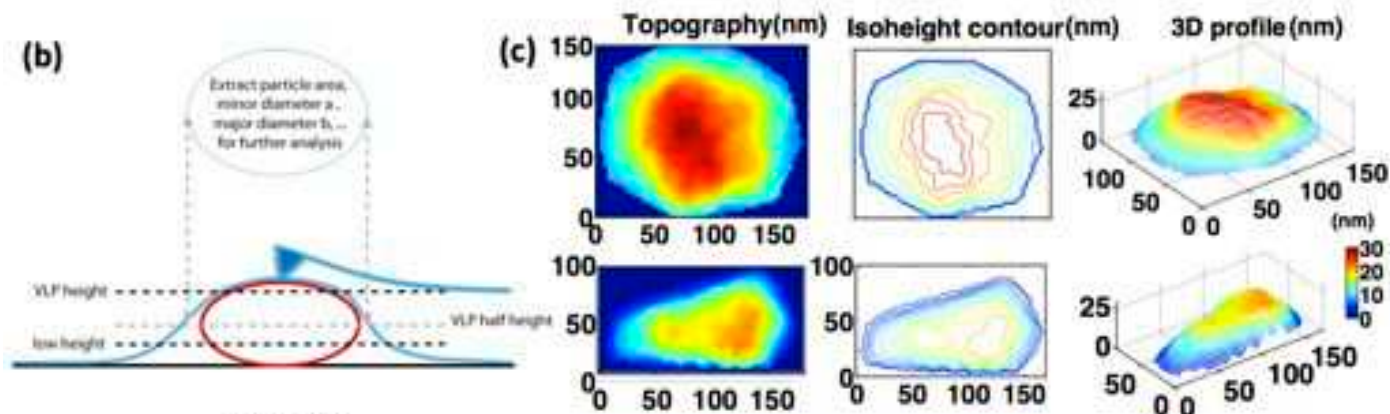 (b)
Extract particle area,
minor diameter a ,
major diameter b, ...
for further analysis
VLP height
VLP half height
low height
(c)
Topography(nm)
Isoheight contour(nm)
3D profile(nm)
150
100
50
0
0 50 100 150
25
0
100
50
0 0
50
100
150
(nm)
30
20
10
0
100
50
0
0 50 100 150
100
50
0
0 50 100 150
25
0
50
0 0
50
100
150